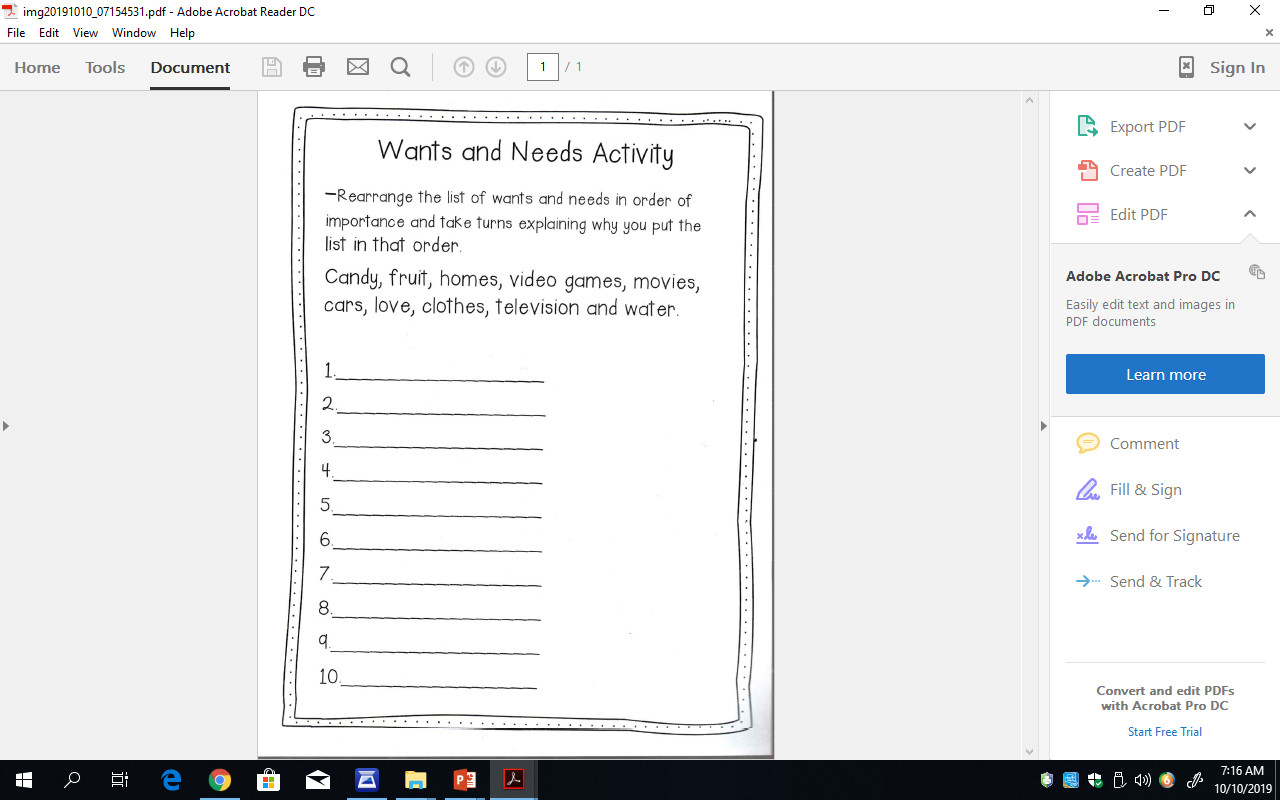 img20191010_07154531.pdf - Adobe Acrobat Reader DC
File Edit View Window Help
Home Tools Document 1 / 1 Sign In
Wants and Needs Activity
–Rearrange the list of wants and needs in order of
importance and take turns explaining why you put the
list in that order.
Candy, fruit, homes, video games, movies,
cars, love, clothes, television and water.
1.
2.
3.
4.
5.
6.
7.
8.
9.
10.
Export PDF
Create PDF
Edit PDF
Adobe Acrobat Pro DC
Easily edit text and images in
PDF documents
Learn more
Comment
Fill & Sign
Send for Signature
Send & Track
Convert and edit PDFs
with Acrobat Pro DC
Start Free Trial
7:16 AM
10/10/2019